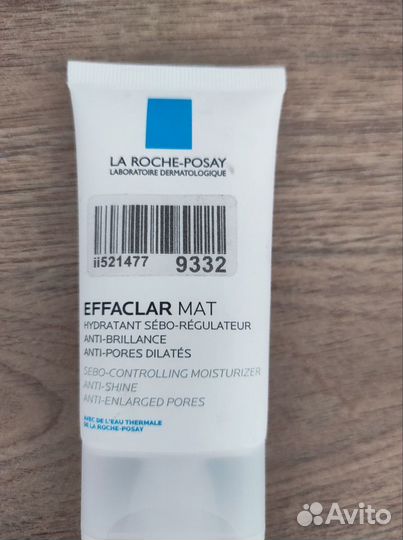 LA ROCHE-POSAY
LABORATOIRE DERMATOLOGIQUE
ii521477 9332
EFFACLAR MAT
HYDRATANT SÉBO-RÉGULATEUR
ANTI-BRILLANCE
ANTI-PORES DILATÉS
SEBO-CONTROLLING MOISTURIZER
ANTI-SHINE
ANTI-ENLARGED PORES
AVEC DE L'EAU THERMALE
DE LA ROCHE-POSAY
Avito